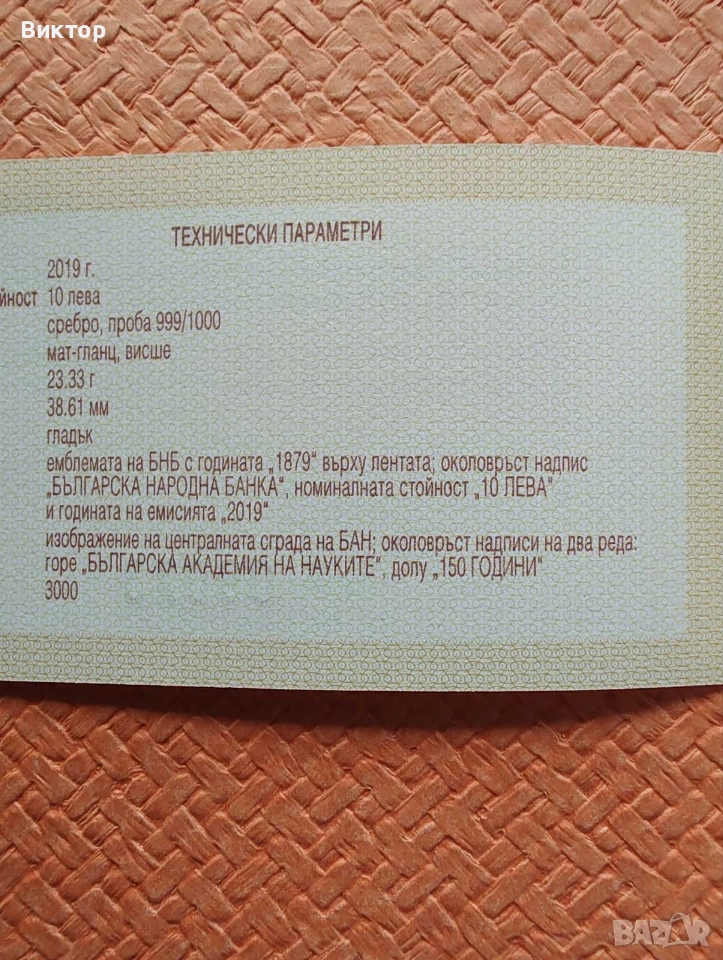 Виктор
ТЕХНИЧЕСКИ ПАРАМЕТРИ
2019 г.
йност 10 лева
сребро, проба 999/1000
мат-гланц, висше
23.33 г
38.61 мм
гладък
емблемата на БНБ с годината „1879“ върху лентата; околовръст надпис
„БЪЛГАРСКА НАРОДНА БАНКА“, номиналната стойност „10 ЛЕВА“
и годината на емисията „2019“
изображение на централната сграда на БАН; околовръст надписи на два реда:
горе „БЪЛГАРСКА АКАДЕМИЯ НА НАУКИТЕ“, долу „150 ГОДИНИ“
3000
BAZAR